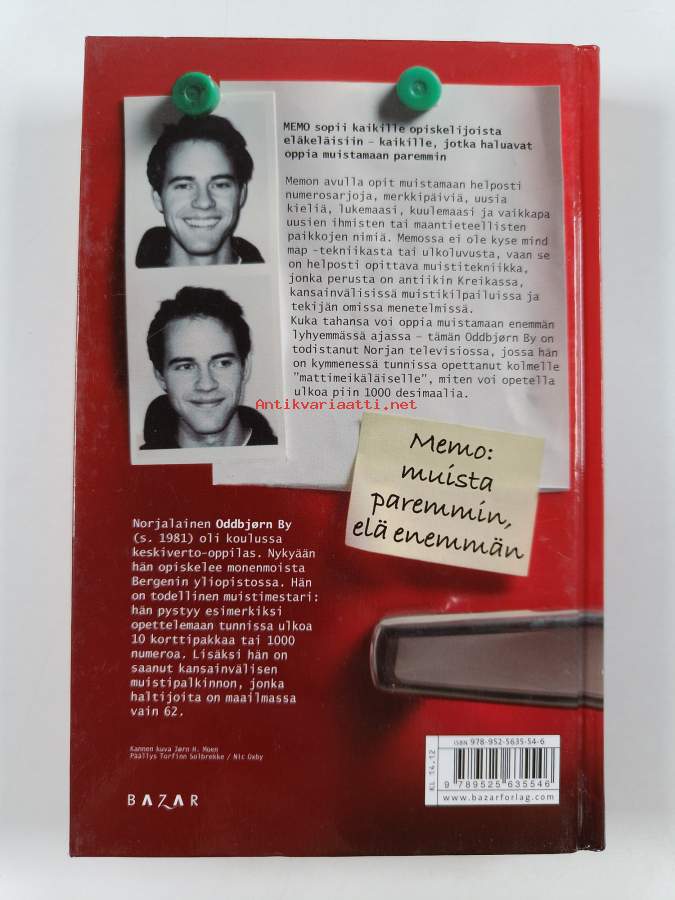 MEMO sopii kaikille opiskelijoista
eläkeläisiin – kaikille, jotka haluavat
oppia muistamaan paremmin
Memon avulla opit muistamaan helposti
numerosarjoja, merkkipäiviä, uusia
kieliä, lukemaasi, kuulemaasi ja vaikkapa
uusien ihmisten tai maantieteellisten
paikkojen nimiä. Memossa ei ole kyse mind
map -tekniikasta tai ulkoluvusta, vaan se
on helposti opittava muistitekniikka,
jonka perusta on antiikin Kreikassa,
kansainvälisissä muistikilpailuissa ja
tekijän omissa menetelmissä.
Kuka tahansa voi oppia muistamaan enemmän
lyhyemmässä ajassa – tämän Oddbjørn By on
todistanut Norjan televisiossa, jossa hän
on kymmenessä tunnissa opettanut kolmelle
”mattimeikäläiselle”, miten voi opetella
ulkoa piin 1000 desimaalia.
Antikvariaatti.net
Memo:
muista
paremmin,
elä enemmän
Norjalainen Oddbjørn By
(s. 1981) oli koulussa
keskiverto-oppilas. Nykyään
hän opiskelee monenmoista
Bergenin yliopistossa. Hän
on todellinen muistimestari:
hän pystyy esimerkiksi
opettelemaan tunnissa ulkoa
10 korttipakkaa tai 1000
numeroa. Lisäksi hän on
saanut kansainvälisen
muistipalkinnon, jonka
haltijoita on maailmassa
vain 62.
Kannen kuva Jørn H. Moen
Päällys Torfinn Solbrekke / Nic Oxby
BAZAR
ISBN 978-952-5635-54-6
KL 14.12
9 789525 635546
www.bazarforlag.com